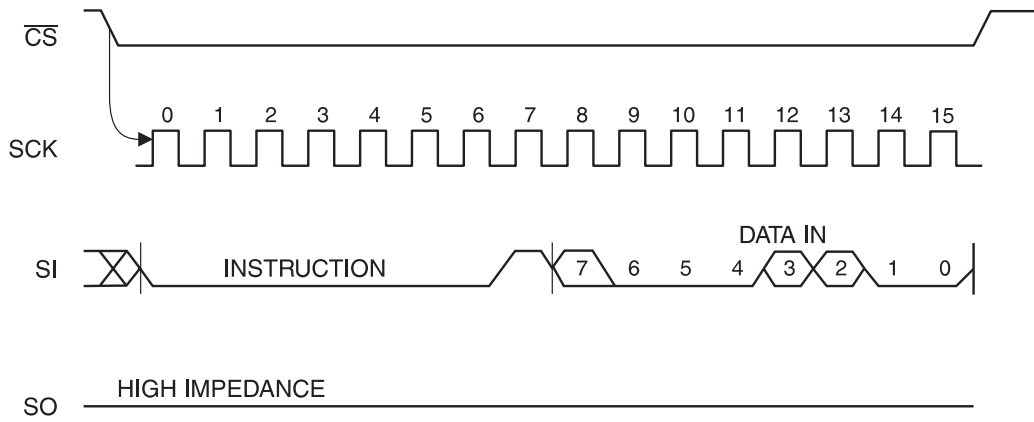 CS
0 1 2 3 4 5 6 7 8 9 10 11 12 13 14 15
SCK
DATA IN
SI
INSTRUCTION
7 6 5 4 3 2 1 0
HIGH IMPEDANCE
SO